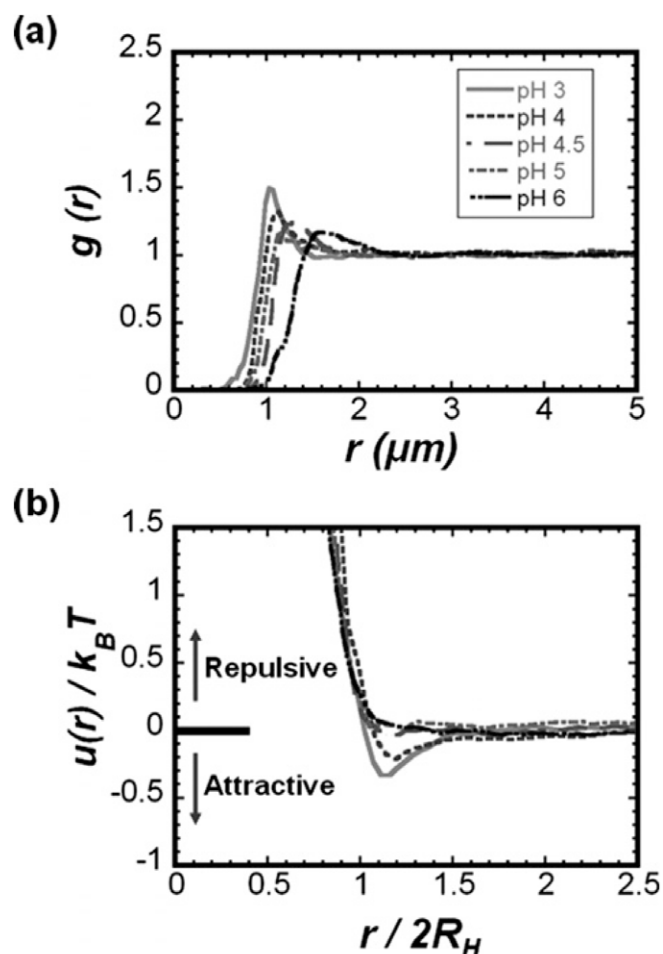 (a)
2.5
2
1.5
1
0.5
0
g (r)
pH 3
pH 4
pH 4.5
pH 5
pH 6
0 1 2 3 4 5
r (μm)
(b)
1.5
1
0.5
0
-0.5
-1
u(r) / k_B T
Repulsive
Attractive
0 0.5 1 1.5 2 2.5
r / 2R_H